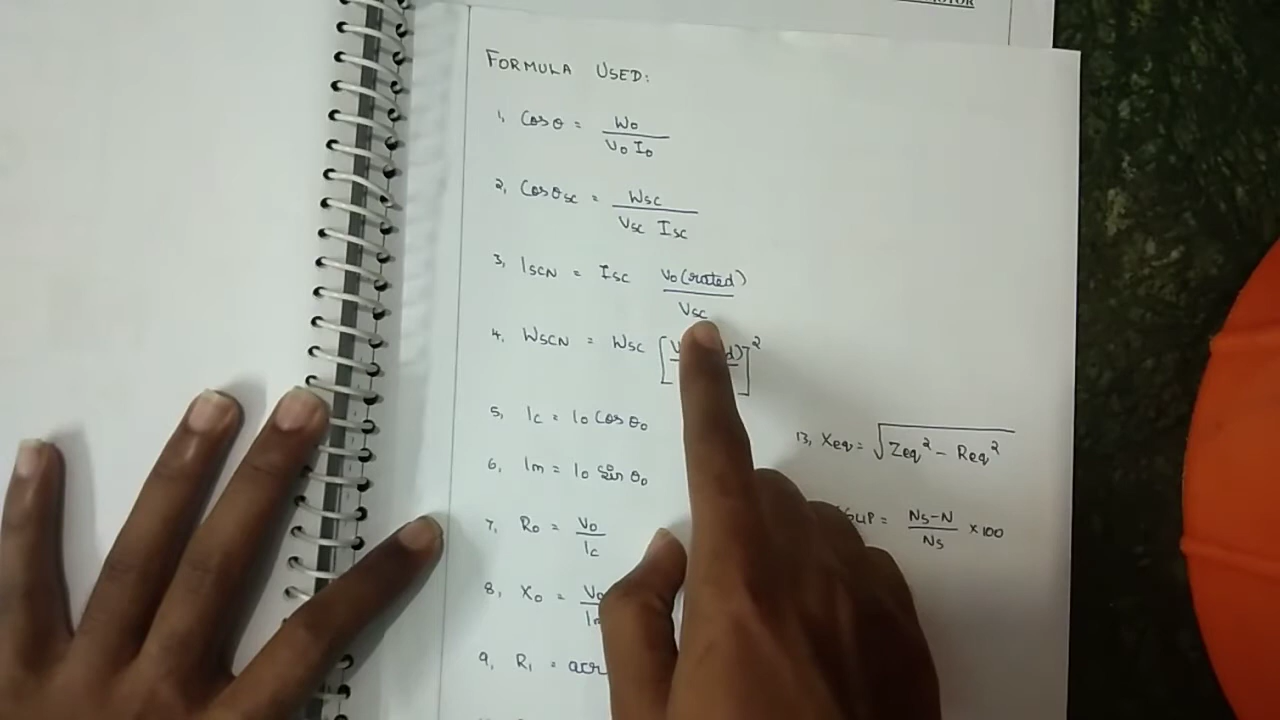 FORMULA USED:
1, Cosθ = W₀ / V₀ I₀
2, Cosθsc = Wsc / Vsc Isc
3, ISCN = Isc V₀(rated) / Vsc
4, WSCN = Wsc [ ]²
5, Ic = I₀ Cos θ₀
6, Im = I₀ Sin θ₀
7, R₀ = V₀ / Ic
8, X₀ = V₀
9, R₁ =
13, Xeq = √Zeq² – Req²
= Ns-N / Ns ×100